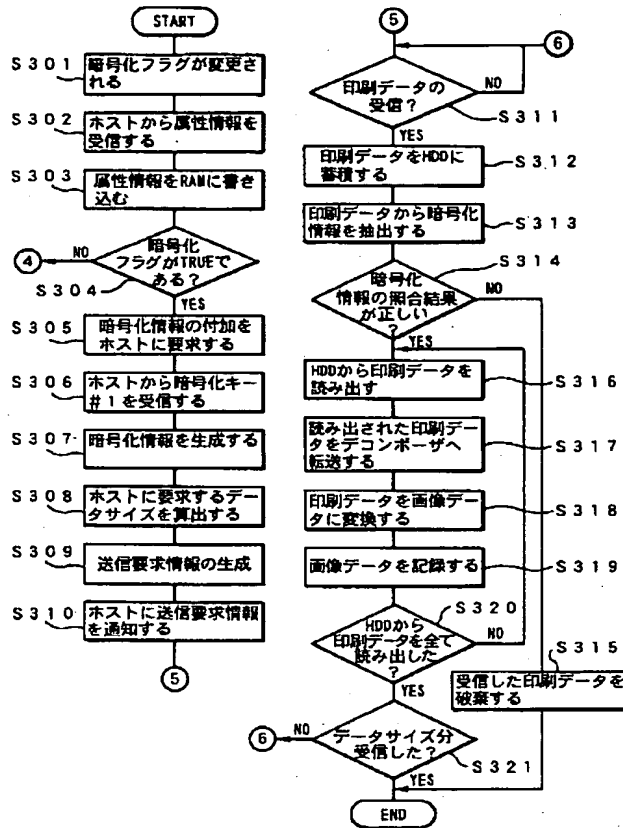 START
S301
暗号化フラグが変更さ
れる
S302
ホストから属性情報を
受信する
S303
属性情報をRAMに書き
込む
暗号化
フラグがTRUEで
ある?
NO
④
S304
YES
S305
暗号化情報の付加を
ホストに要求する
S306
ホストから暗号化キー
#1を受信する
S307
暗号化情報を生成する
S308
ホストに要求するデー
タサイズを算出する
S309
送信要求情報の生成
S310
ホストに送信要求情報
を通知する
⑤
⑤
⑥
印刷データの
受信?
NO
S311
YES
印刷データをHDDに
蓄積する
S312
印刷データから暗号化
情報を抽出する
S313
S314
暗号化
情報の照合結果
が正しい
?
NO
YES
HDDから印刷データを
読み出す
S316
読み出された印刷デー
タをデコンポーザへ
転送する
S317
印刷データを画像デー
タに変換する
S318
画像データを記録する
S319
S320
HDDから
印刷データを全て
読み出した
?
NO
S315
受信した印刷データを
破棄する
YES
データサイズ分
受信した?
NO
⑥
S321
YES
END